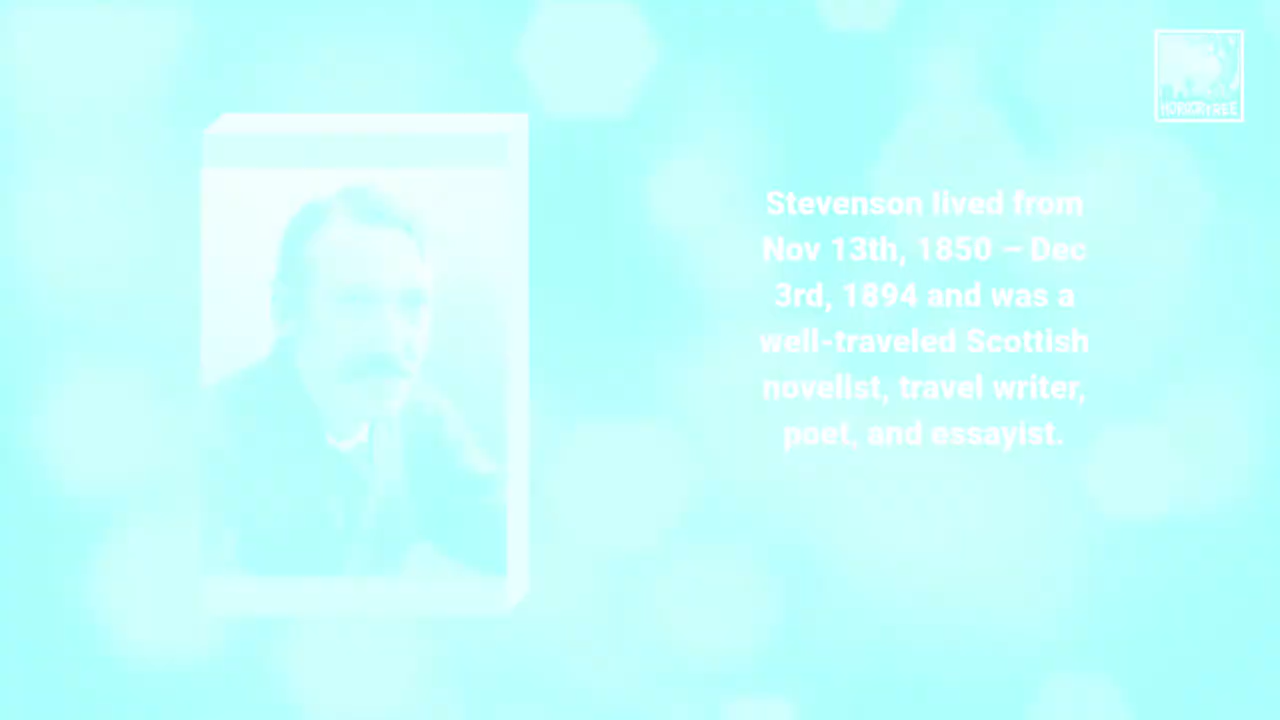 HORRORTREE
Stevenson lived from
Nov 13th, 1850 – Dec
3rd, 1894 and was a
well-traveled Scottish
novelist, travel writer,
poet, and essayist.